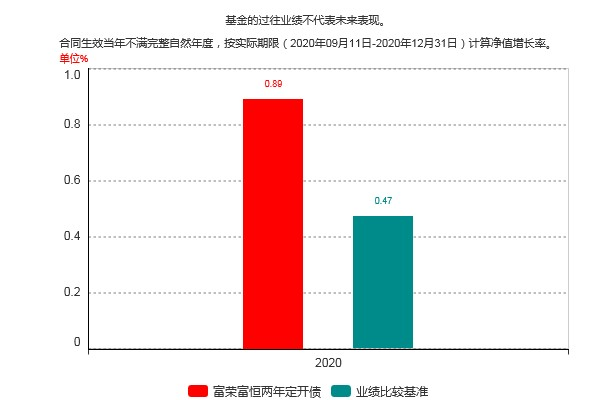 基金的过往业绩不代表未来表现。
合同生效当年不满完整自然年度，按实际期限（2020年09月11日-2020年12月31日）计算净值增长率。
单位%
1.0
0.89
0.8
0.6
0.47
0.4
0.2
0
2020
富荣富恒两年定开债 业绩比较基准